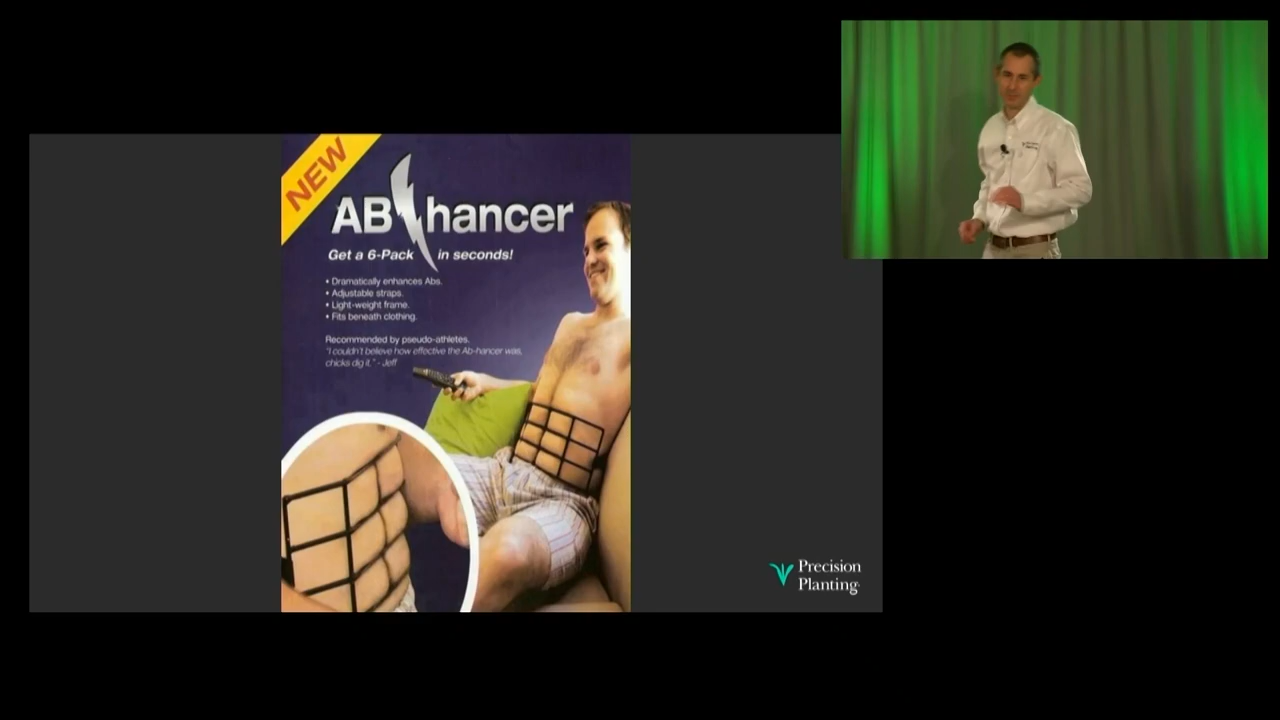 NEW
AB hancer
Get a 6-Pack in seconds!
• Dramatically enhances Abs.
• Adjustable straps.
• Light-weight frame.
• Fits beneath clothing.
Recommended by pseudo-athletes.
"I couldn't believe how effective the Ab-hancer was,
chicks dig it." - Jeff
Precision
Planting